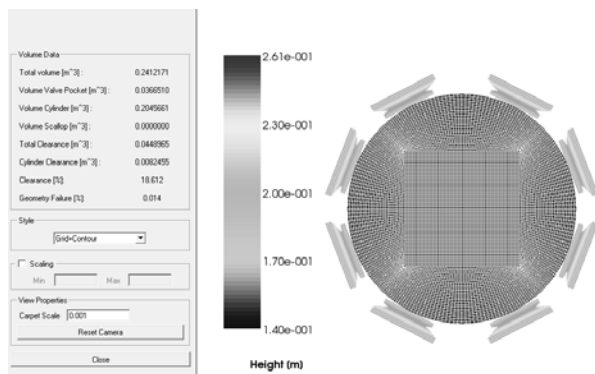 Volume Data
Total volume [m^3] : 0.2412171
Volume Valve Pocket [m^3] : 0.0366510
Volume Cylinder [m^3] : 0.2045661
Volume Scallop [m^3] : 0.0000000
Total Clearance [m^3] : 0.0448965
Cylinder Clearance [m^3] : 0.0082455
Clearance [%]: 18.612
Geometry Failure [%]: 0.014
Style
Grid+Contour
Scaling
Min Max
View Properties
Carpet Scale 0.001
Reset Camera
Close
2.61e-001
2.30e-001
2.00e-001
1.70e-001
1.40e-001
Height [m]